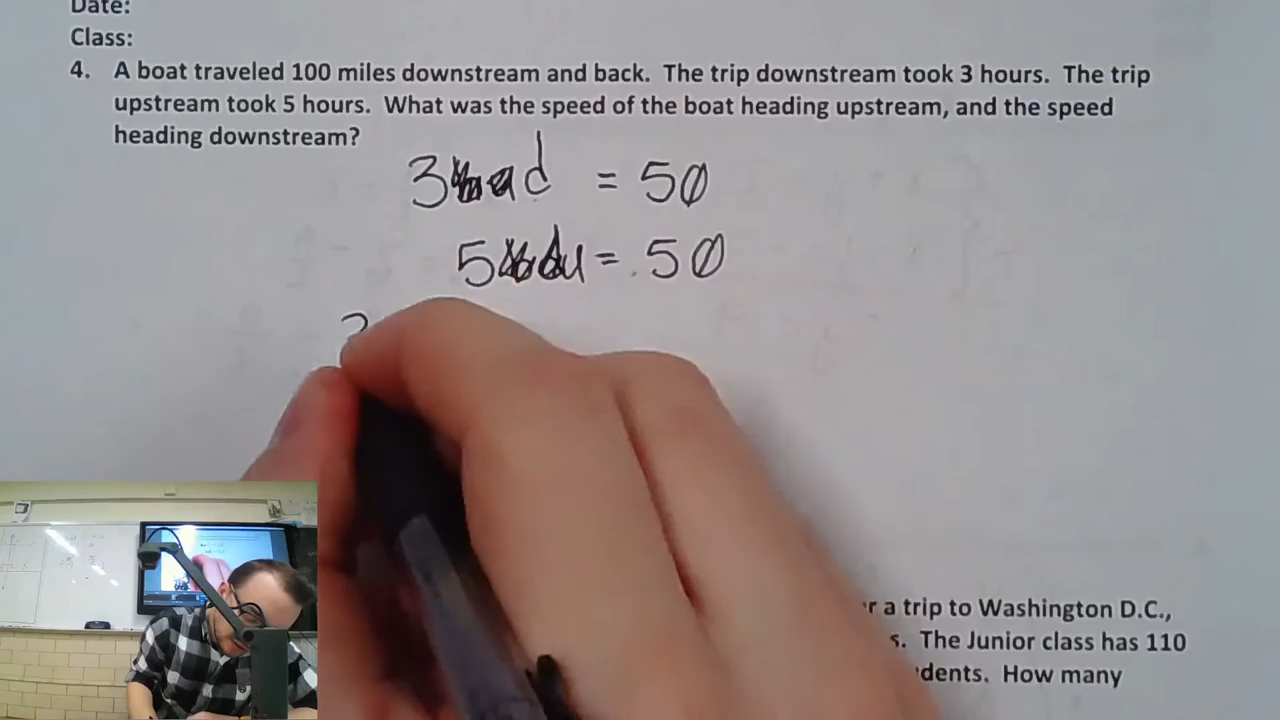 Date:
Class:
4. A boat traveled 100 miles downstream and back. The trip downstream took 3 hours. The trip
upstream took 5 hours. What was the speed of the boat heading upstream, and the speed
heading downstream?
3 d = 50
5 u = 50
r a trip to Washington D.C.,
s. The Junior class has 110
dents. How many